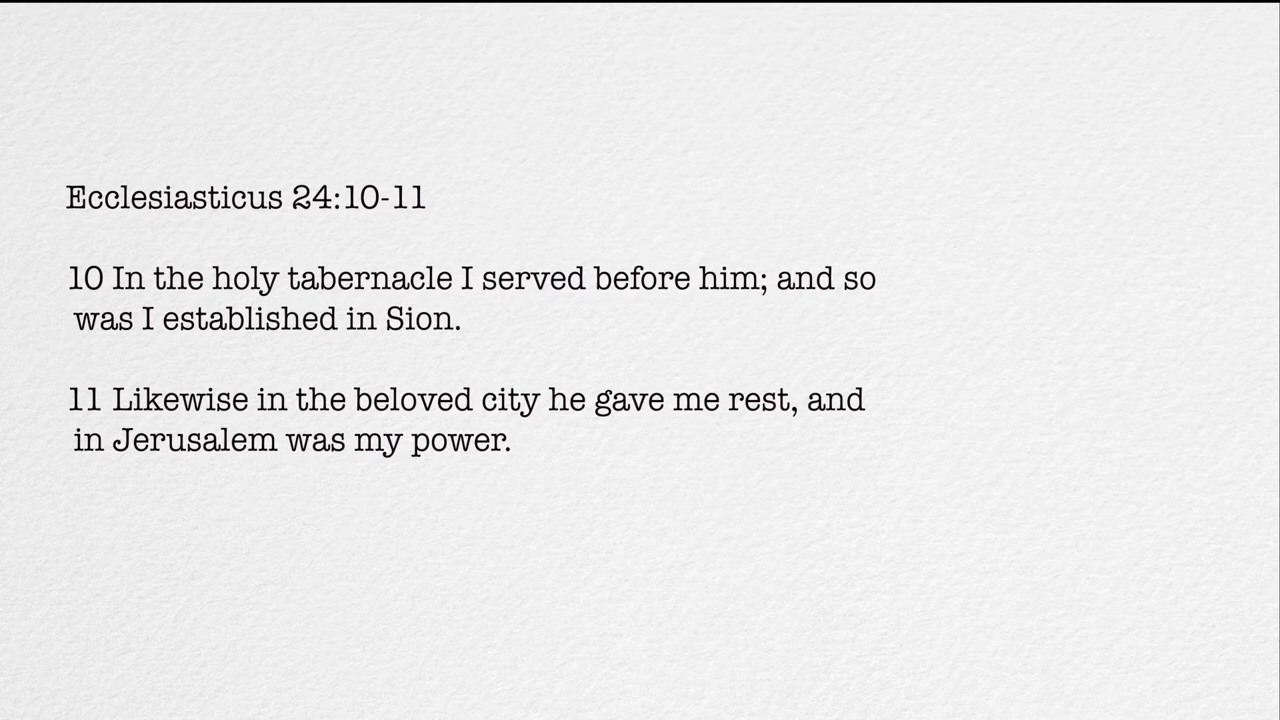 Ecclesiasticus 24:10-11
10 In the holy tabernacle I served before him; and so
was I established in Sion.
11 Likewise in the beloved city he gave me rest, and
in Jerusalem was my power.